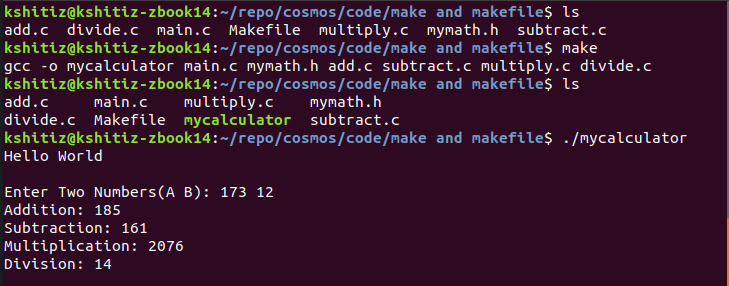 kshitiz@kshitiz-zbook14:~/repo/cosmos/code/make and makefile$ ls
add.c  divide.c  main.c  Makefile  multiply.c  mymath.h  subtract.c
kshitiz@kshitiz-zbook14:~/repo/cosmos/code/make and makefile$ make
gcc -o mycalculator main.c mymath.h add.c subtract.c multiply.c divide.c
kshitiz@kshitiz-zbook14:~/repo/cosmos/code/make and makefile$ ls
add.c     main.c    multiply.c    mymath.h
divide.c  Makefile  mycalculator  subtract.c
kshitiz@kshitiz-zbook14:~/repo/cosmos/code/make and makefile$ ./mycalculator
Hello World
Enter Two Numbers(A B): 173 12
Addition: 185
Subtraction: 161
Multiplication: 2076
Division: 14